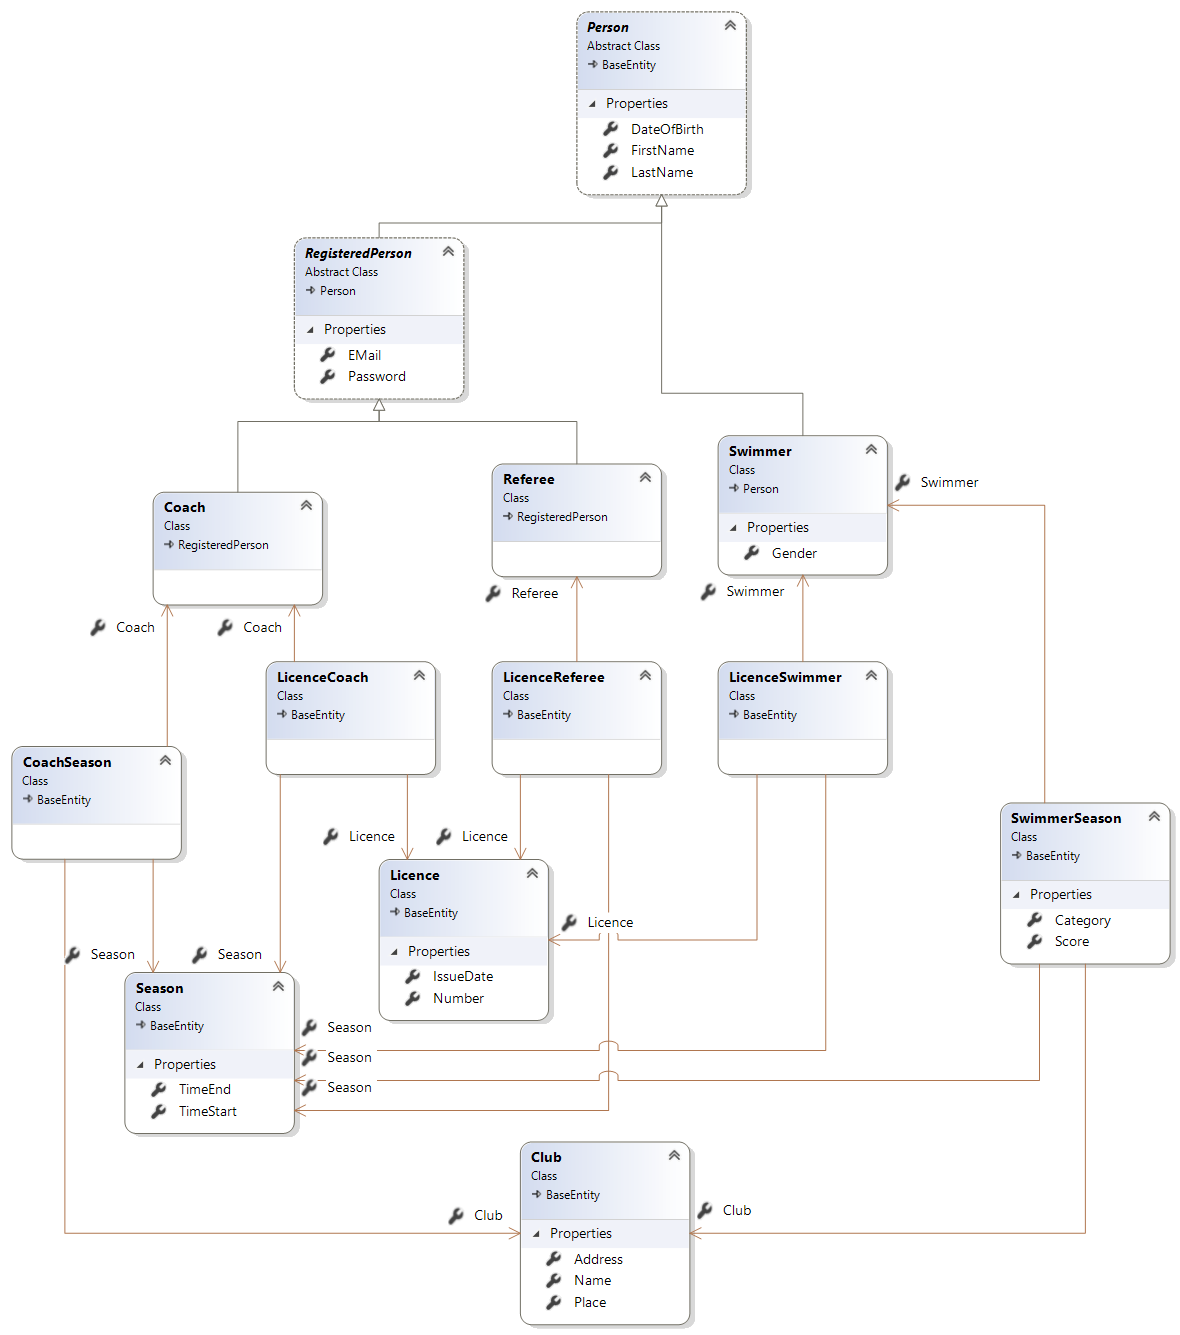 Person
Abstract Class
BaseEntity
Properties
DateOfBirth
FirstName
LastName
RegisteredPerson
Abstract Class
Person
Properties
EMail
Password
Swimmer
Class
Person
Properties
Gender
Swimmer
Referee
Class
RegisteredPerson
Coach
Class
RegisteredPerson
Referee
Swimmer
Coach
Coach
LicenceCoach
Class
BaseEntity
LicenceReferee
Class
BaseEntity
LicenceSwimmer
Class
BaseEntity
CoachSeason
Class
BaseEntity
SwimmerSeason
Class
BaseEntity
Properties
Category
Score
Licence
Licence
Licence
Class
BaseEntity
Properties
IssueDate
Number
Licence
Season
Season
Season
Class
BaseEntity
Properties
TimeEnd
TimeStart
Season
Season
Season
Club
Class
BaseEntity
Properties
Address
Name
Place
Club
Club